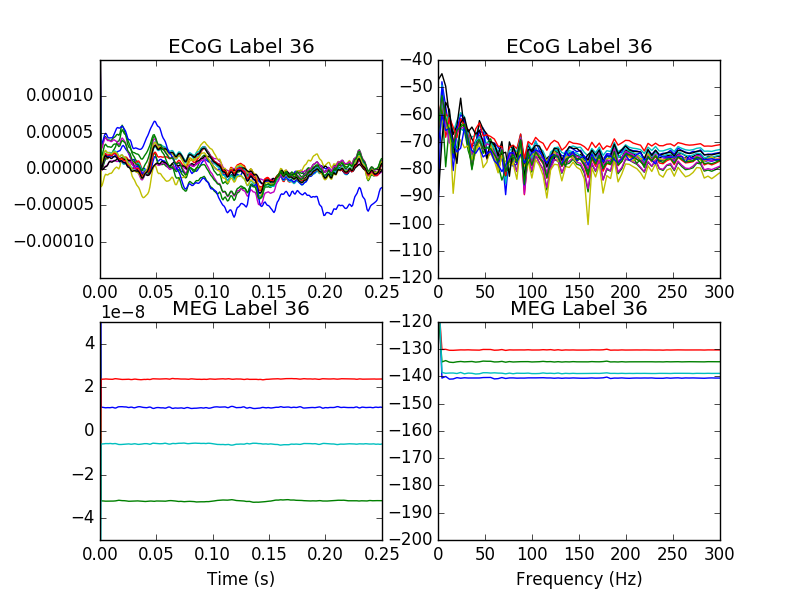 ECoG Label 36
0.00010
0.00005
0.00000
−0.00005
−0.00010
0.00 0.05 0.10 0.15 0.20 0.25
ECoG Label 36
−40
−50
−60
−70
−80
−90
−100
−110
−120
0 50 100 150 200 250 300
MEG Label 36
1e−8
4
2
0
−2
−4
0.00 0.05 0.10 0.15 0.20 0.25
Time (s)
MEG Label 36
−120
−130
−140
−150
−160
−170
−180
−190
−200
0 50 100 150 200 250 300
Frequency (Hz)